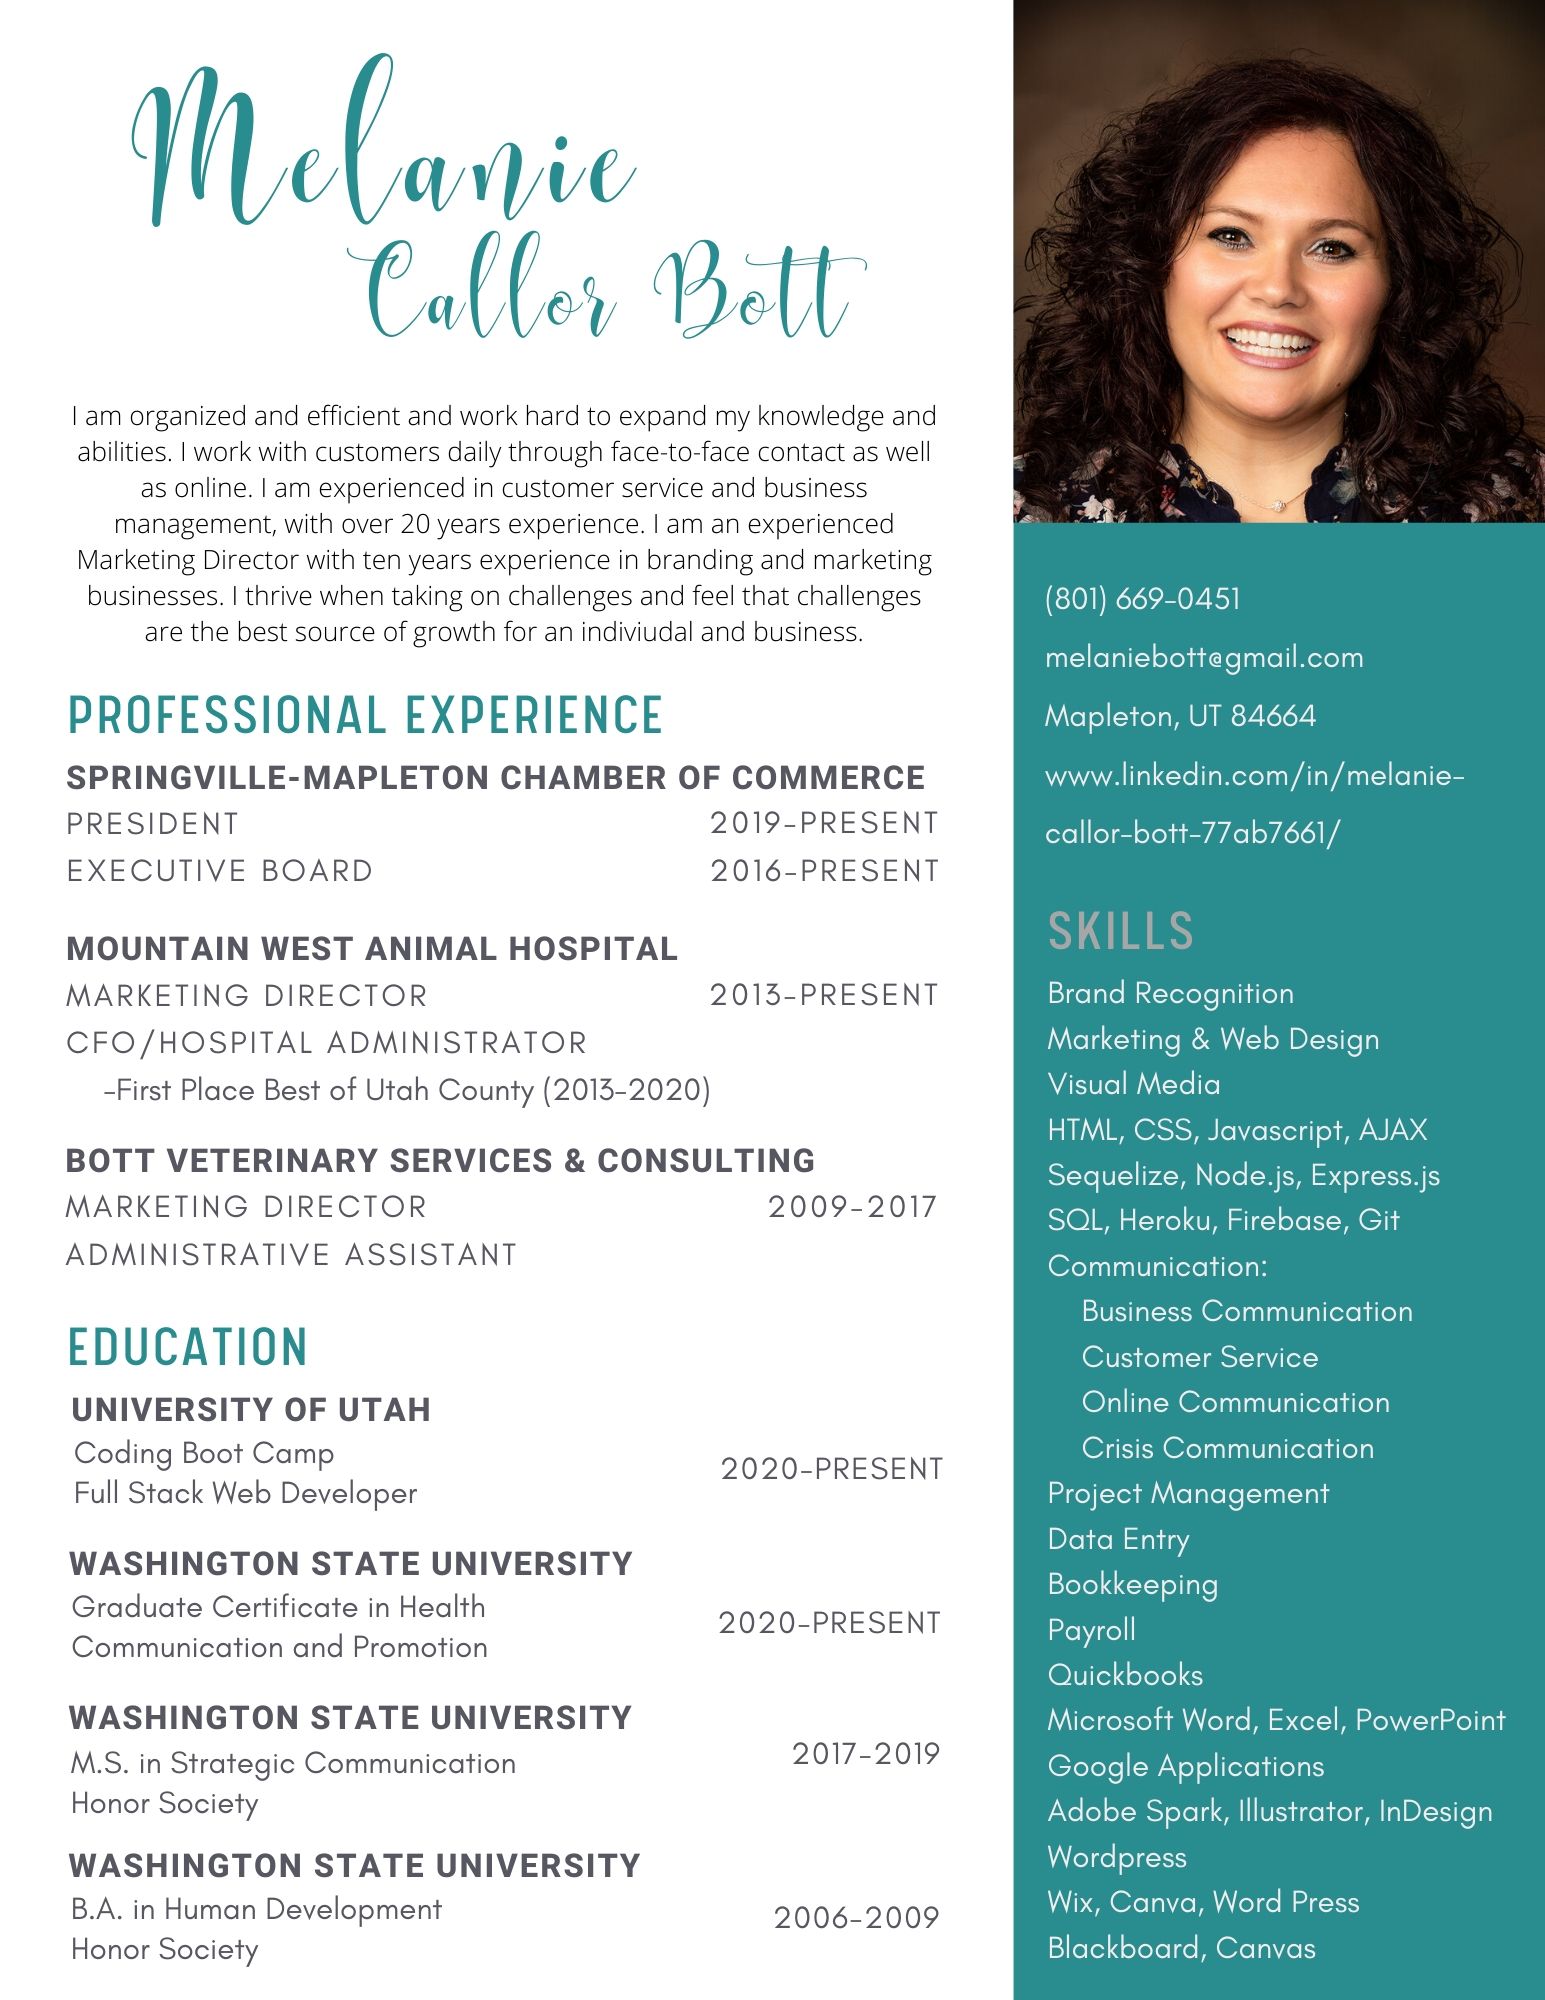 Melanie
Callor Bott
I am organized and efficient and work hard to expand my knowledge and
abilities. I work with customers daily through face-to-face contact as well
as online. I am experienced in customer service and business
management, with over 20 years experience. I am an experienced
Marketing Director with ten years experience in branding and marketing
businesses. I thrive when taking on challenges and feel that challenges
are the best source of growth for an indiviudal and business.
PROFESSIONAL EXPERIENCE
SPRINGVILLE-MAPLETON CHAMBER OF COMMERCE
PRESIDENT 2019-PRESENT
EXECUTIVE BOARD 2016-PRESENT
MOUNTAIN WEST ANIMAL HOSPITAL
MARKETING DIRECTOR 2013-PRESENT
CFO/HOSPITAL ADMINISTRATOR
-First Place Best of Utah County (2013-2020)
BOTT VETERINARY SERVICES & CONSULTING
MARKETING DIRECTOR 2009-2017
ADMINISTRATIVE ASSISTANT
EDUCATION
UNIVERSITY OF UTAH
Coding Boot Camp
Full Stack Web Developer
2020-PRESENT
WASHINGTON STATE UNIVERSITY
Graduate Certificate in Health
Communication and Promotion
2020-PRESENT
WASHINGTON STATE UNIVERSITY
M.S. in Strategic Communication
Honor Society
2017-2019
WASHINGTON STATE UNIVERSITY
B.A. in Human Development
Honor Society
2006-2009
(801) 669-0451
melaniebott@gmail.com
Mapleton, UT 84664
www.linkedin.com/in/melanie-
callor-bott-77ab7661/
SKILLS
Brand Recognition
Marketing & Web Design
Visual Media
HTML, CSS, Javascript, AJAX
Sequelize, Node.js, Express.js
SQL, Heroku, Firebase, Git
Communication:
Business Communication
Customer Service
Online Communication
Crisis Communication
Project Management
Data Entry
Bookkeeping
Payroll
Quickbooks
Microsoft Word, Excel, PowerPoint
Google Applications
Adobe Spark, Illustrator, InDesign
Wordpress
Wix, Canva, Word Press
Blackboard, Canvas